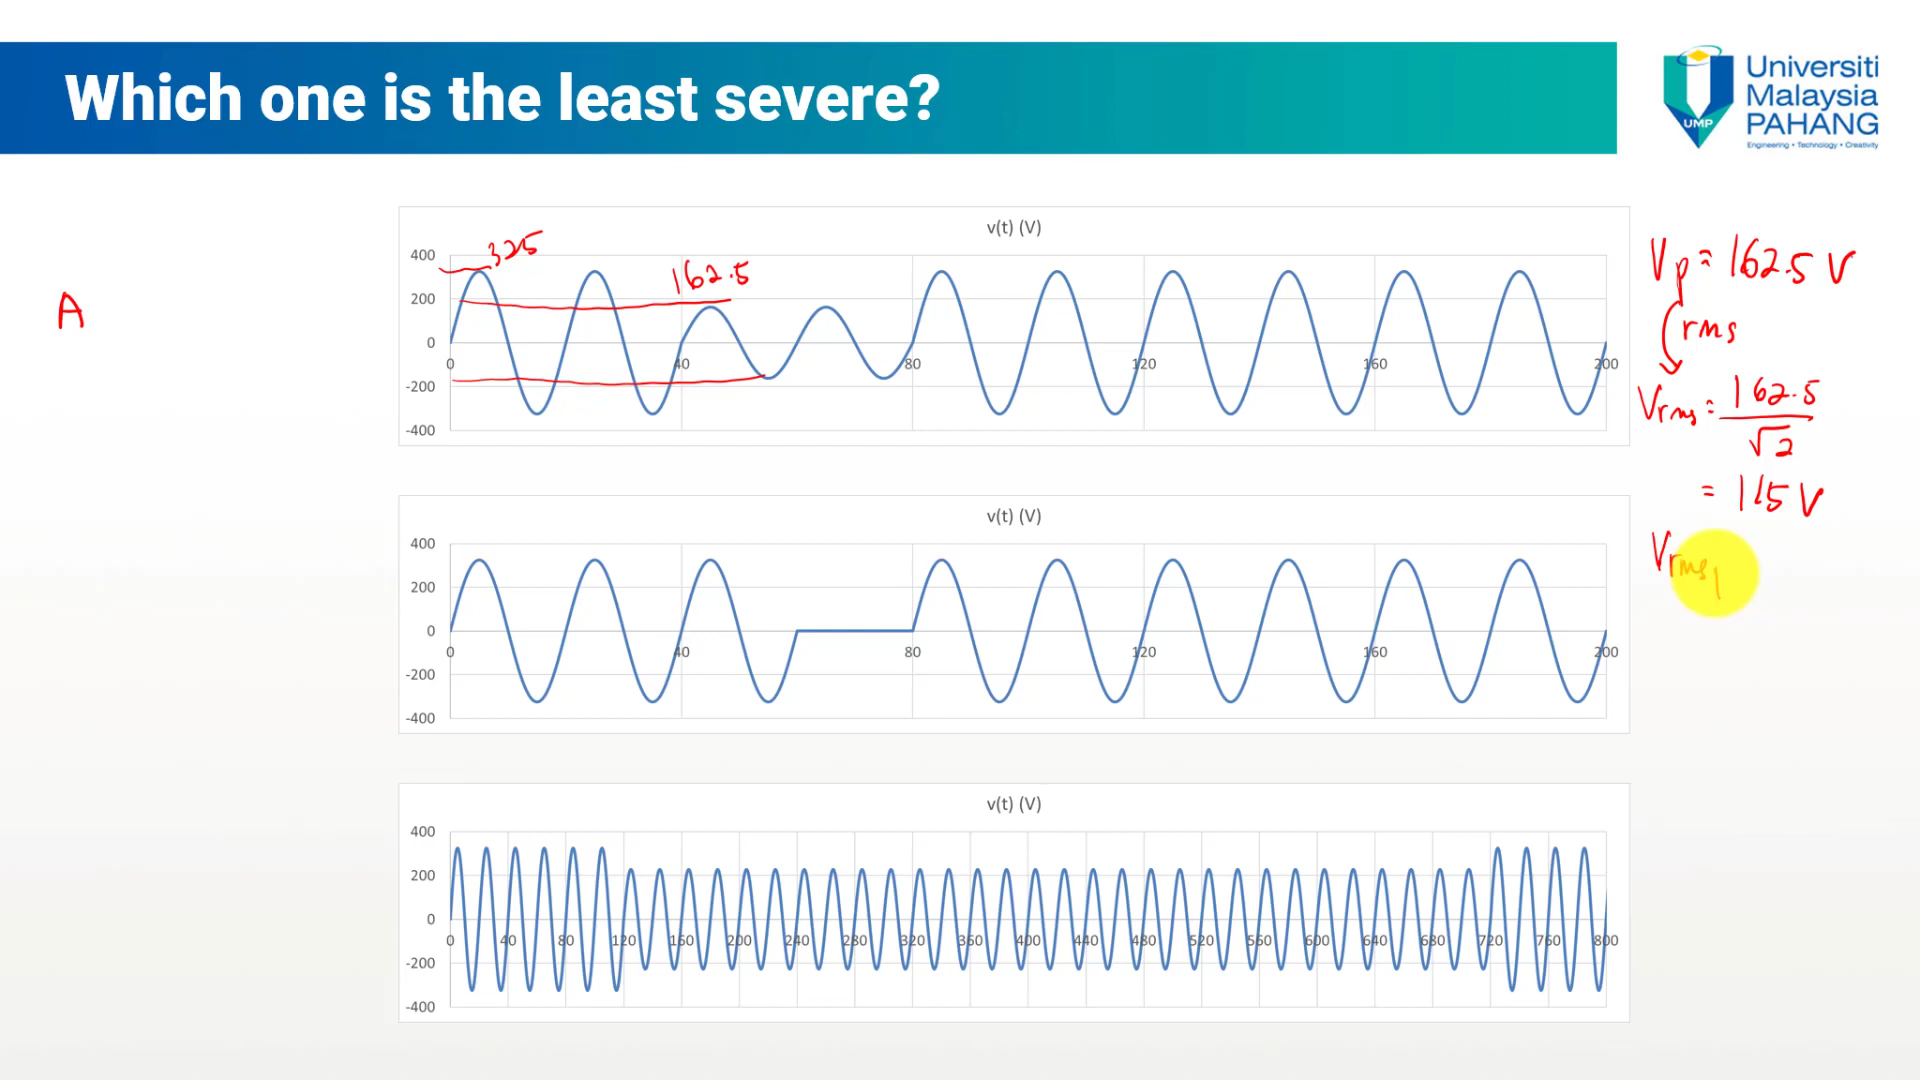 Which one is the least severe?
Universiti
Malaysia
PAHANG
UMP
Engineering • Technology • Creativity
A
v(t) (V)
325
162.5
400
200
0
-200
-400
0 40 80 120 160 200
v(t) (V)
400
200
0
-200
-400
0 40 80 120 160 200
v(t) (V)
400
200
0
-200
-400
0 40 80 120 160 200 240 280 320 360 400 440 480 520 560 600 640 680 720 760 800
Vp = 162.5 V
rms
Vrms = 162.5
√2
= 115 V
Vrms,